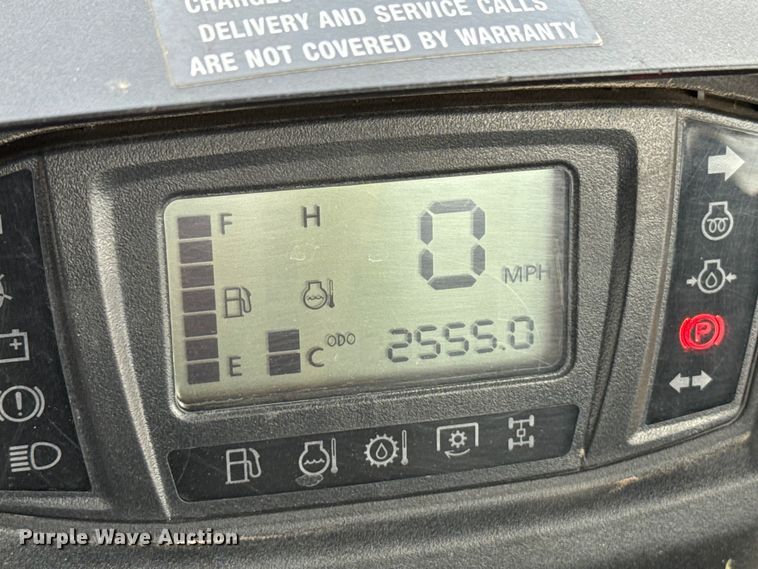 DELIVERY AND SERVICE CALLS
ARE NOT COVERED BY WARRANTY
F
H
0
MPH
E
C
ODO
2555.0
P
Purple Wave Auction